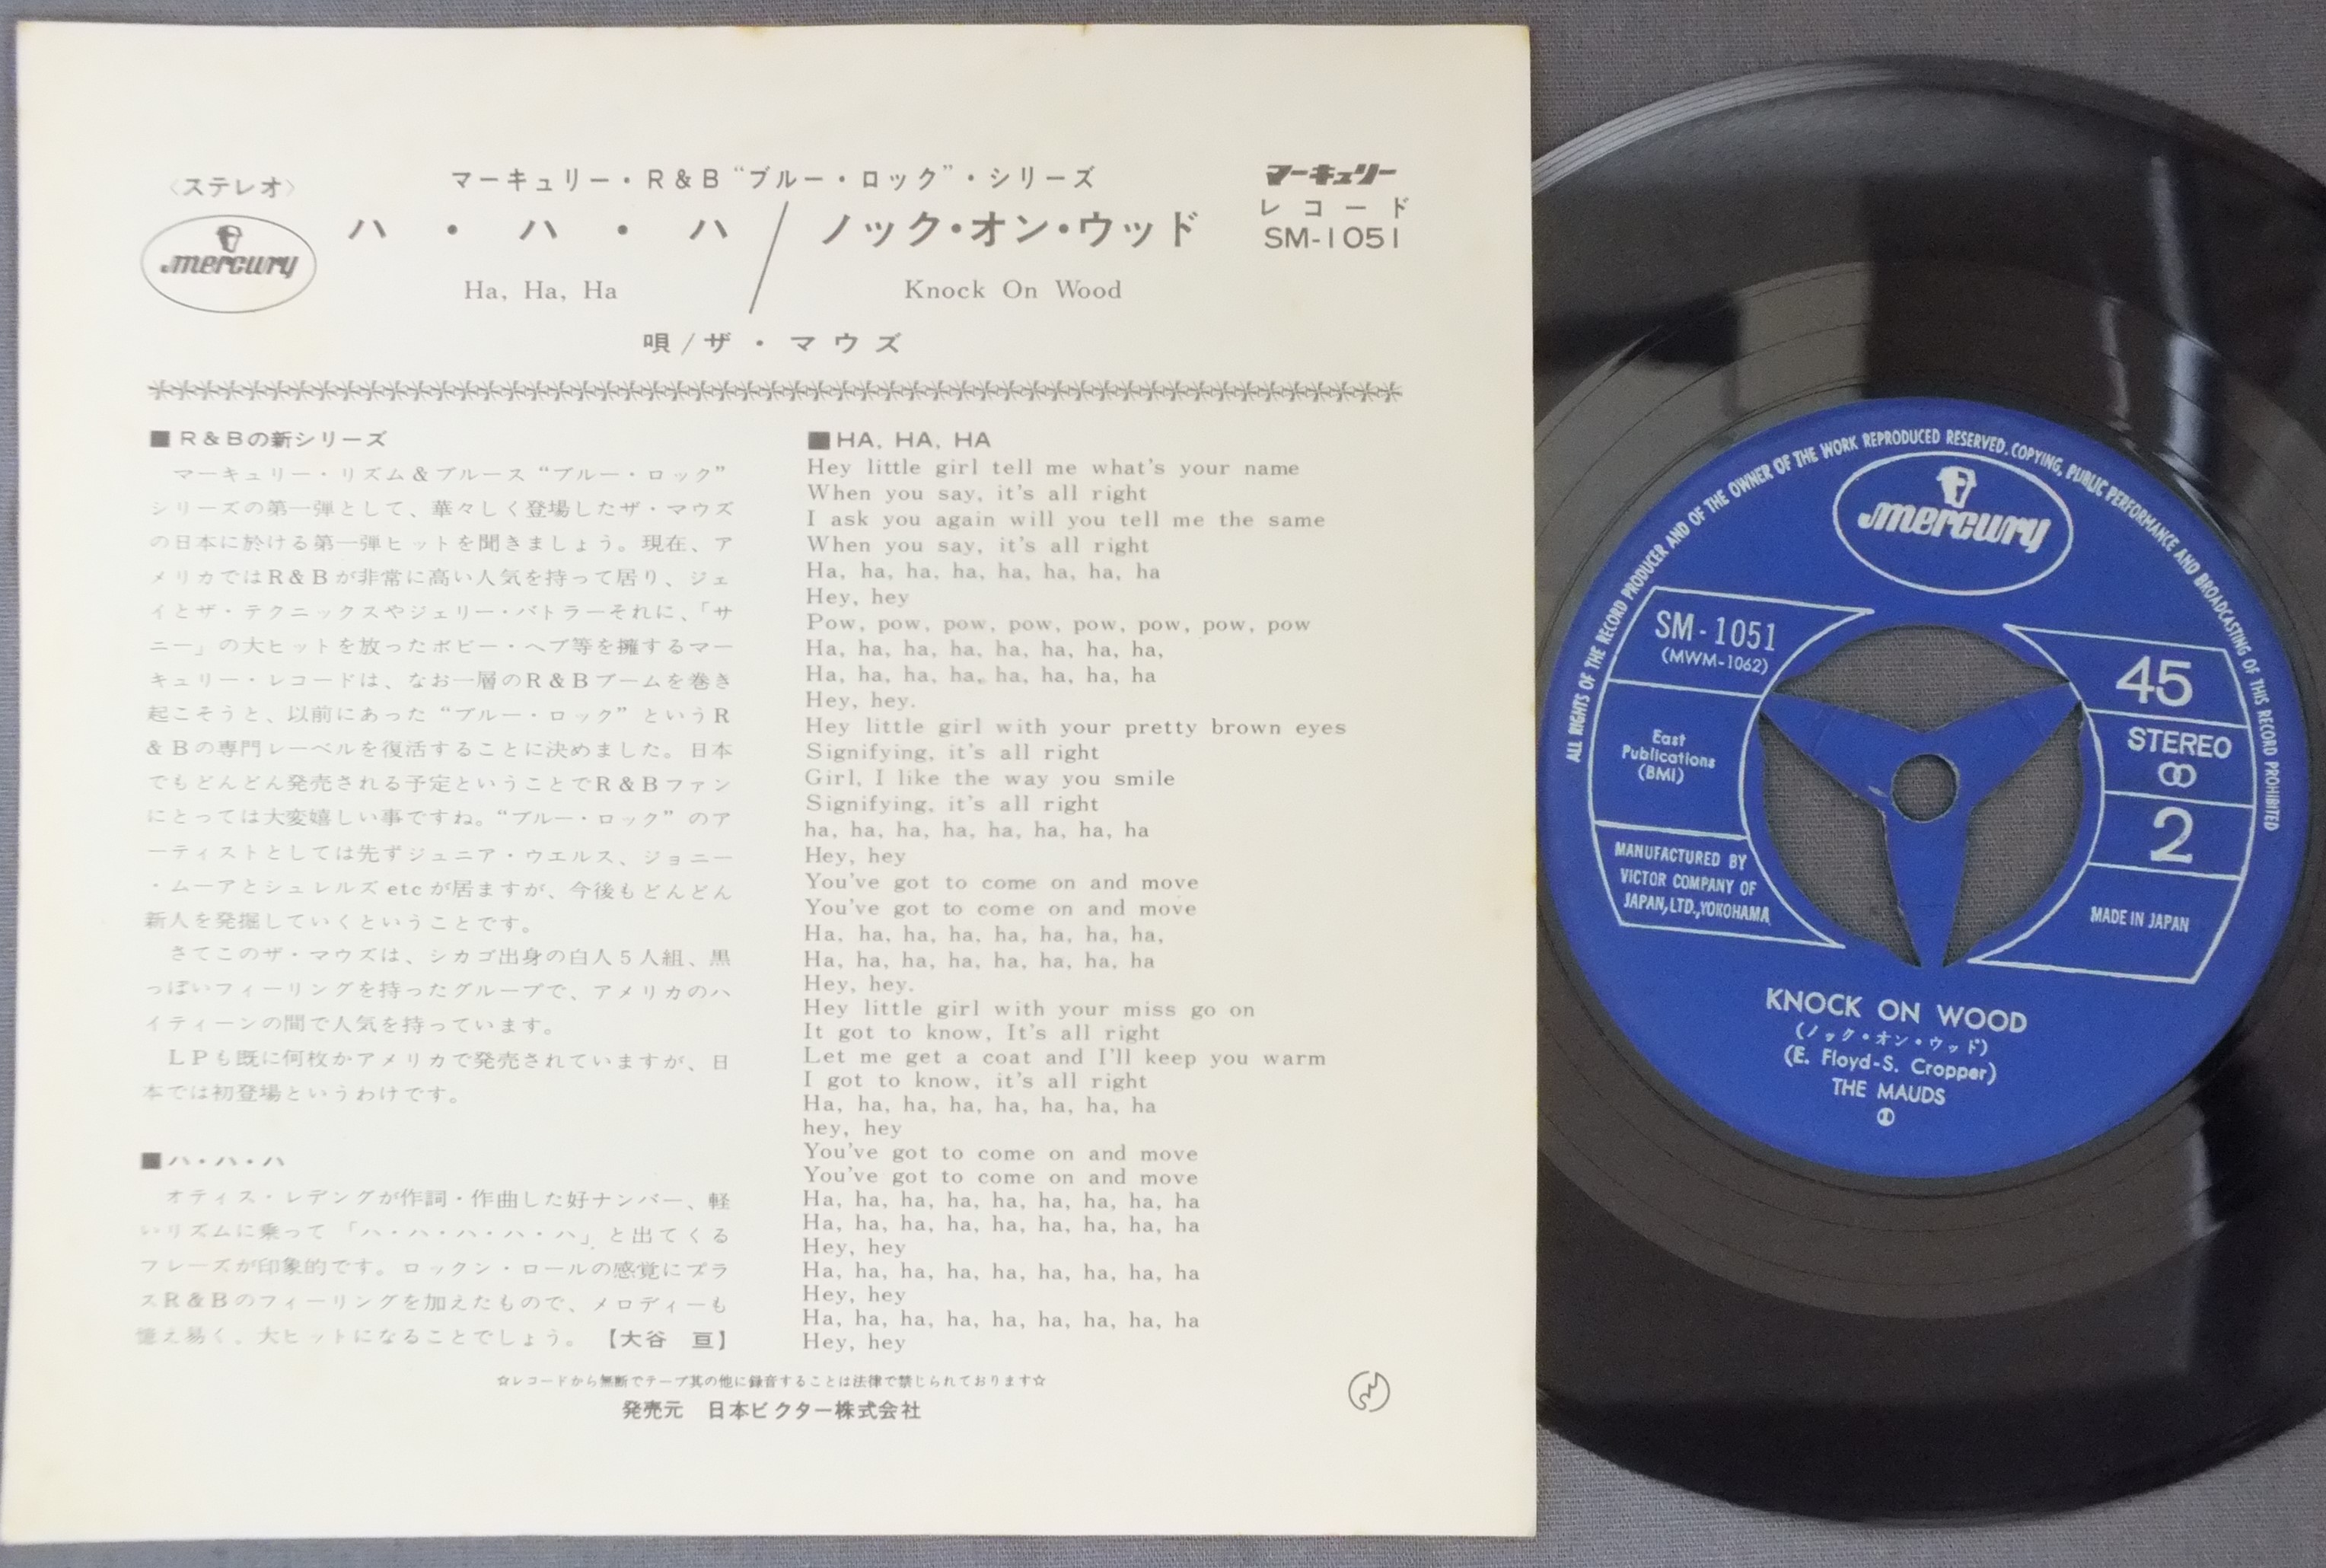 〈ステレオ〉
mercury
マーキュリー・R&B“ブルー・ロック”・シリーズ
ハ・ハ・ハ/ノック・オン・ウッド
Ha, Ha, Ha
Knock On Wood
唄/ザ・マウズ
マーキュリー
レコード
SM-1051
■R&Bの新シリーズ
マーキュリー・リズム&ブルース“ブルー・ロック”
シリーズの第一弾として、華々しく登場したザ・マウズ
の日本に於ける第一弾ヒットを聞きましょう。現在、ア
メリカではR&Bが非常に高い人気を持って居り、ジェ
イとザ・テクニックスやジェリー・バトラーそれに、「サ
ニー」の大ヒットを放ったボビー・ヘブ等を擁するマー
キュリー・レコードは、なお一層のR&Bブームを巻き
起こそうと、以前にあった“ブルー・ロック”というR
&Bの専門レーベルを復活することに決めました。日本
でもどんどん発売される予定ということでR&Bファン
にとっては大変嬉しい事ですね。“ブルー・ロック”のア
ーティストとしては先ずジュニア・ウエルス、ジョニー
・ムーアとシュレルズetcが居ますが、今後もどんどん
新人を発掘していくということです。
さてこのザ・マウズは、シカゴ出身の白人5人組、黒
っぽいフィーリングを持ったグループで、アメリカのハ
イティーンの間で人気を持っています。
LPも既に何枚かアメリカで発売されていますが、日
本では初登場というわけです。
■ハ・ハ・ハ
オティス・レデングが作詞・作曲した好ナンバー、軽
いリズムに乗って「ハ・ハ・ハ・ハ・ハ」と出てくる
フレーズが印象的です。ロックン・ロールの感覚にプラ
スR&Bのフィーリングを加えたもので、メロディーも
憶え易く。大ヒットになることでしょう。【大谷 亘】
■HA, HA, HA
Hey little girl tell me what's your name
When you say, it's all right
I ask you again will you tell me the same
When you say, it's all right
Ha, ha, ha, ha, ha, ha, ha, ha
Hey, hey
Pow, pow, pow, pow, pow, pow, pow, pow
Ha, ha, ha, ha, ha, ha, ha, ha,
Ha, ha, ha, ha, ha, ha, ha, ha
Hey, hey.
Hey little girl with your pretty brown eyes
Signifying, it's all right
Girl, I like the way you smile
Signifying, it's all right
ha, ha, ha, ha, ha, ha, ha, ha
Hey, hey
You've got to come on and move
You've got to come on and move
Ha, ha, ha, ha, ha, ha, ha, ha,
Ha, ha, ha, ha, ha, ha, ha, ha
Hey, hey.
Hey little girl with your miss go on
It got to know, It's all right
Let me get a coat and I'll keep you warm
I got to know, it's all right
Ha, ha, ha, ha, ha, ha, ha, ha
hey, hey
You've got to come on and move
You've got to come on and move
Ha, ha, ha, ha, ha, ha, ha, ha, ha
Ha, ha, ha, ha, ha, ha, ha, ha, ha
Hey, hey
Ha, ha, ha, ha, ha, ha, ha, ha, ha
Hey, hey
Ha, ha, ha, ha, ha, ha, ha, ha, ha
Hey, hey
☆レコードから無断でテープ其の他に録音することは法律で禁じられております☆
発売元 日本ビクター株式会社
ALL RIGHTS OF THE RECORD PRODUCER AND OF THE OWNER OF THE WORK REPRODUCED RESERVED. COPYING, PUBLIC PERFORMANCE AND BROADCASTING OF THIS RECORD PROHIBITED
mercury
SM-1051
(MWM-1062)
East
Publications
(BMI)
MANUFACTURED BY
VICTOR COMPANY OF
JAPAN, LTD., YOKOHAMA
45
STEREO
2
MADE IN JAPAN
KNOCK ON WOOD
(ノック・オン・ウッド)
(E. Floyd-S. Cropper)
THE MAUDS